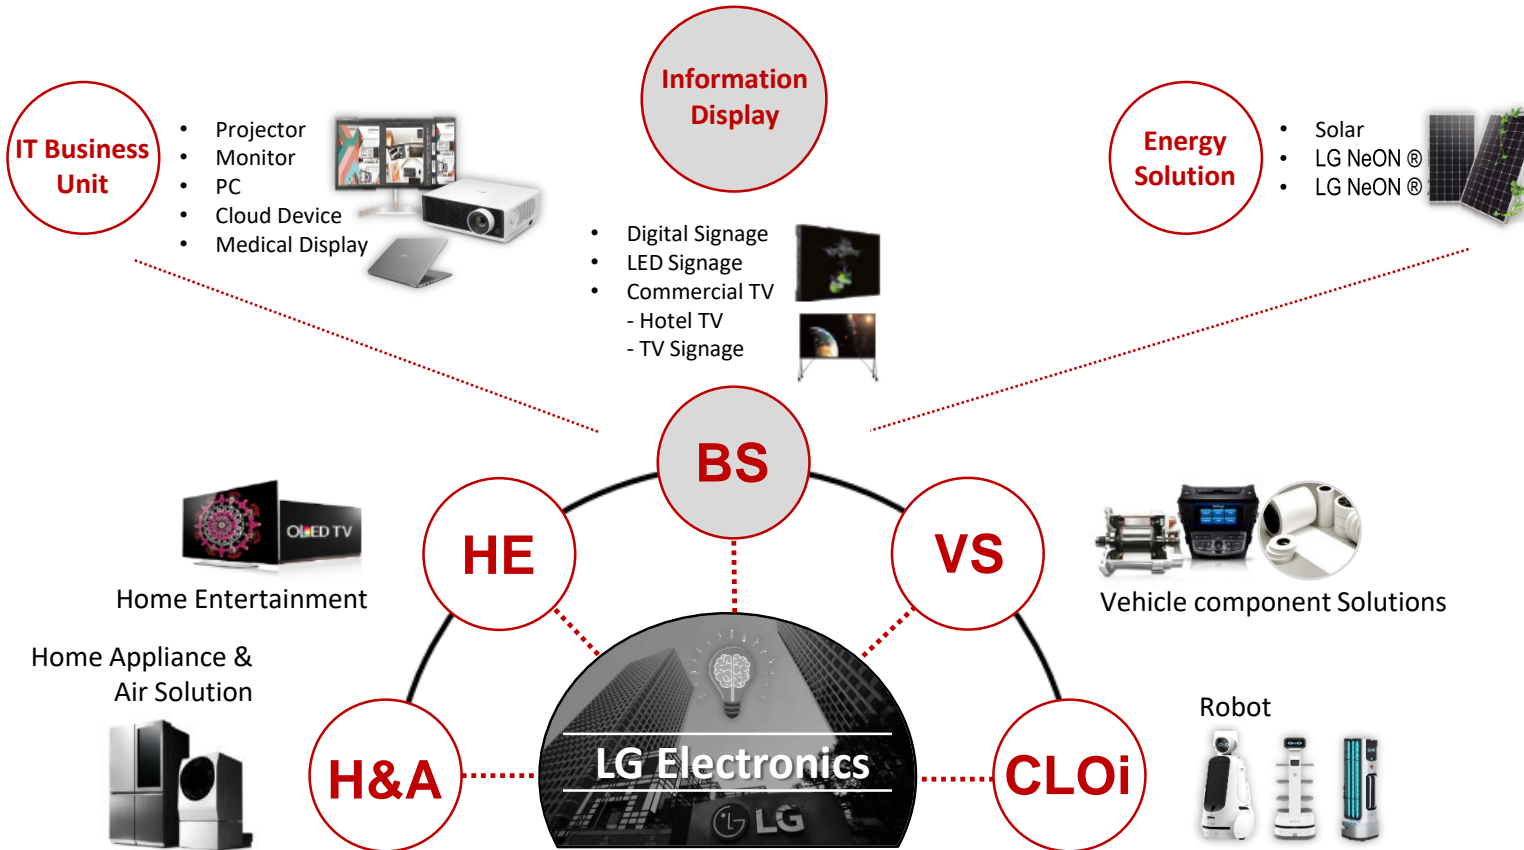 Information
Display
IT Business
Unit
• Projector
• Monitor
• PC
• Cloud Device
• Medical Display
Energy
Solution
• Solar
• LG NeON ®
• LG NeON ®
• Digital Signage
• LED Signage
• Commercial TV
- Hotel TV
- TV Signage
BS
HE
VS
OLED TV
Home Entertainment
Vehicle component Solutions
Home Appliance &
Air Solution
H&A
LG Electronics
LG
CLOi
Robot